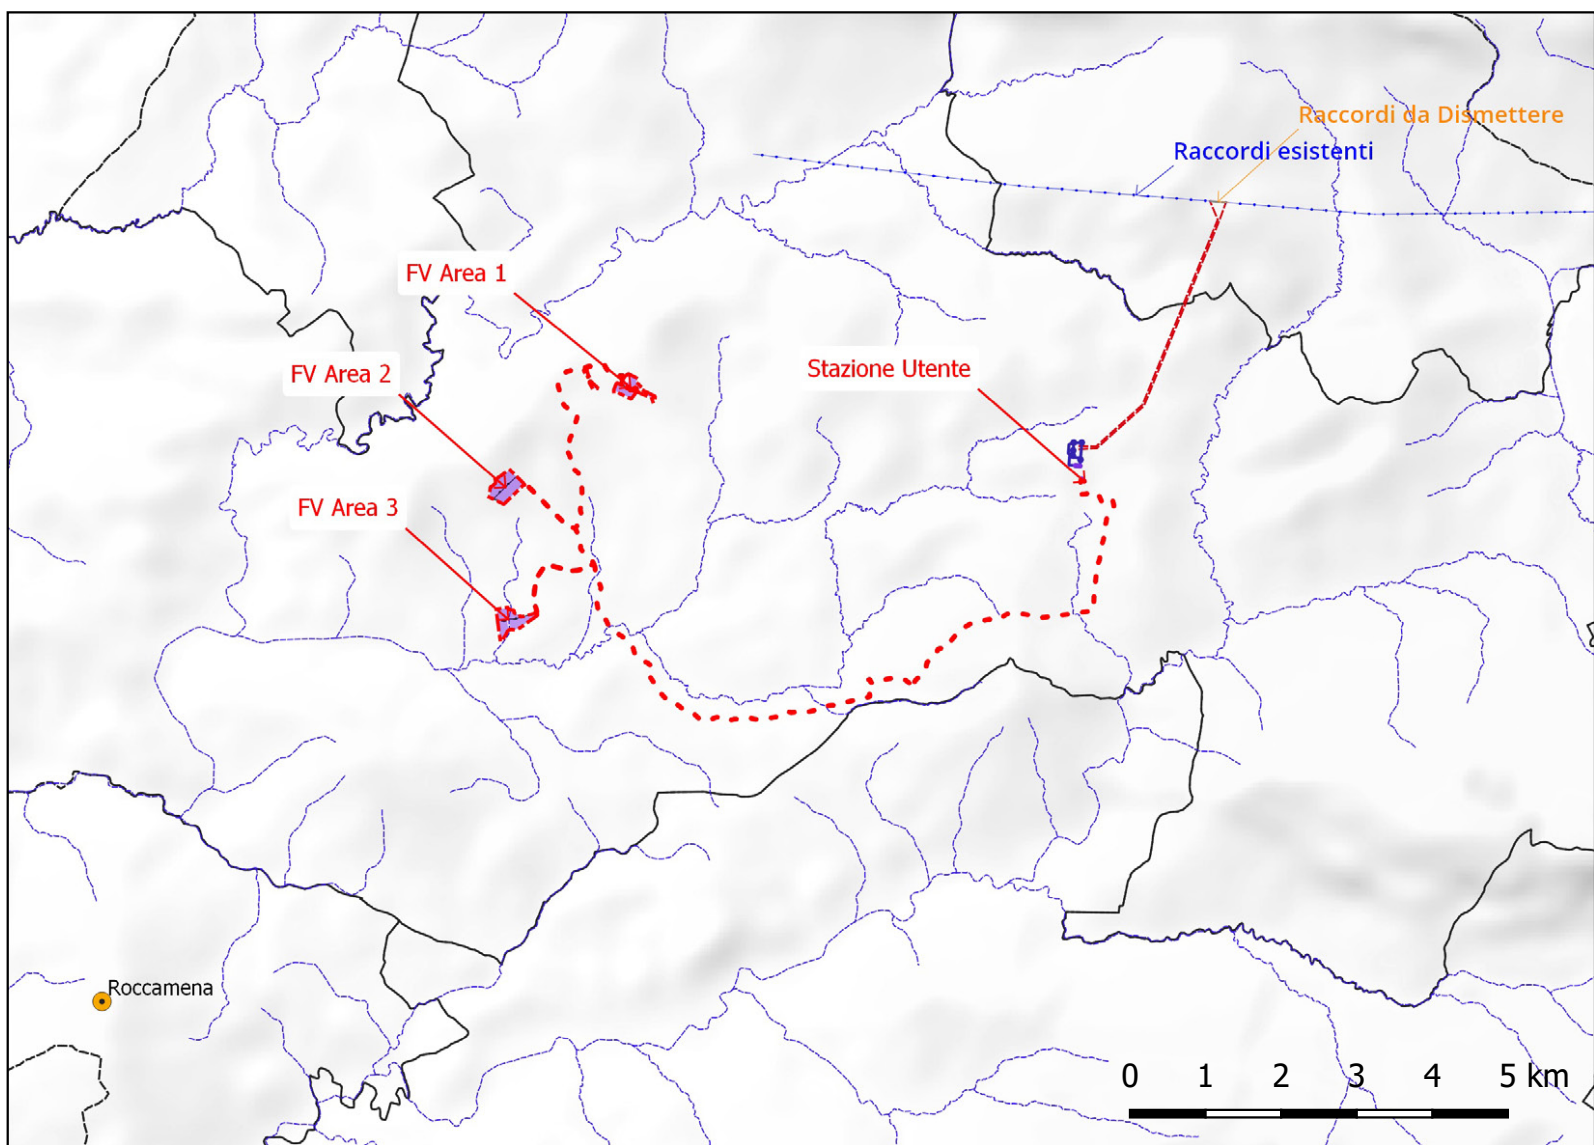 Raccordi da Dismettere
Raccordi esistenti
FV Area 1
FV Area 2
Stazione Utente
FV Area 3
Roccamena
0 1 2 3 4 5 km